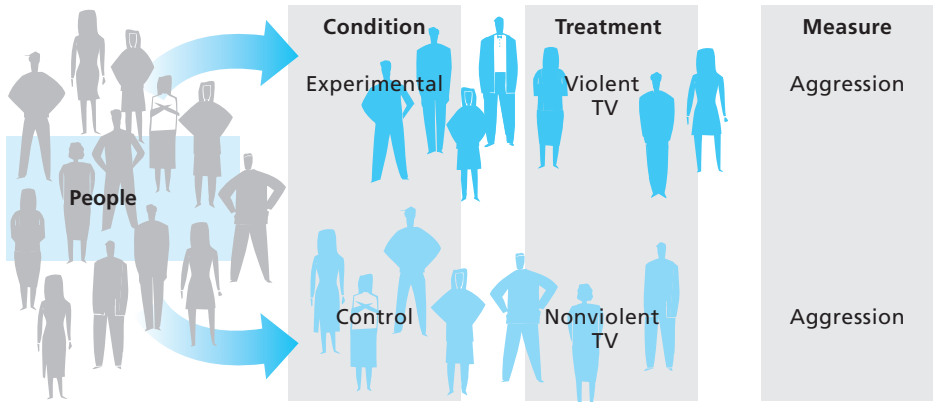 Condition
Treatment
Measure
Experimental
Violent
TV
Aggression
People
Control
Nonviolent
TV
Aggression